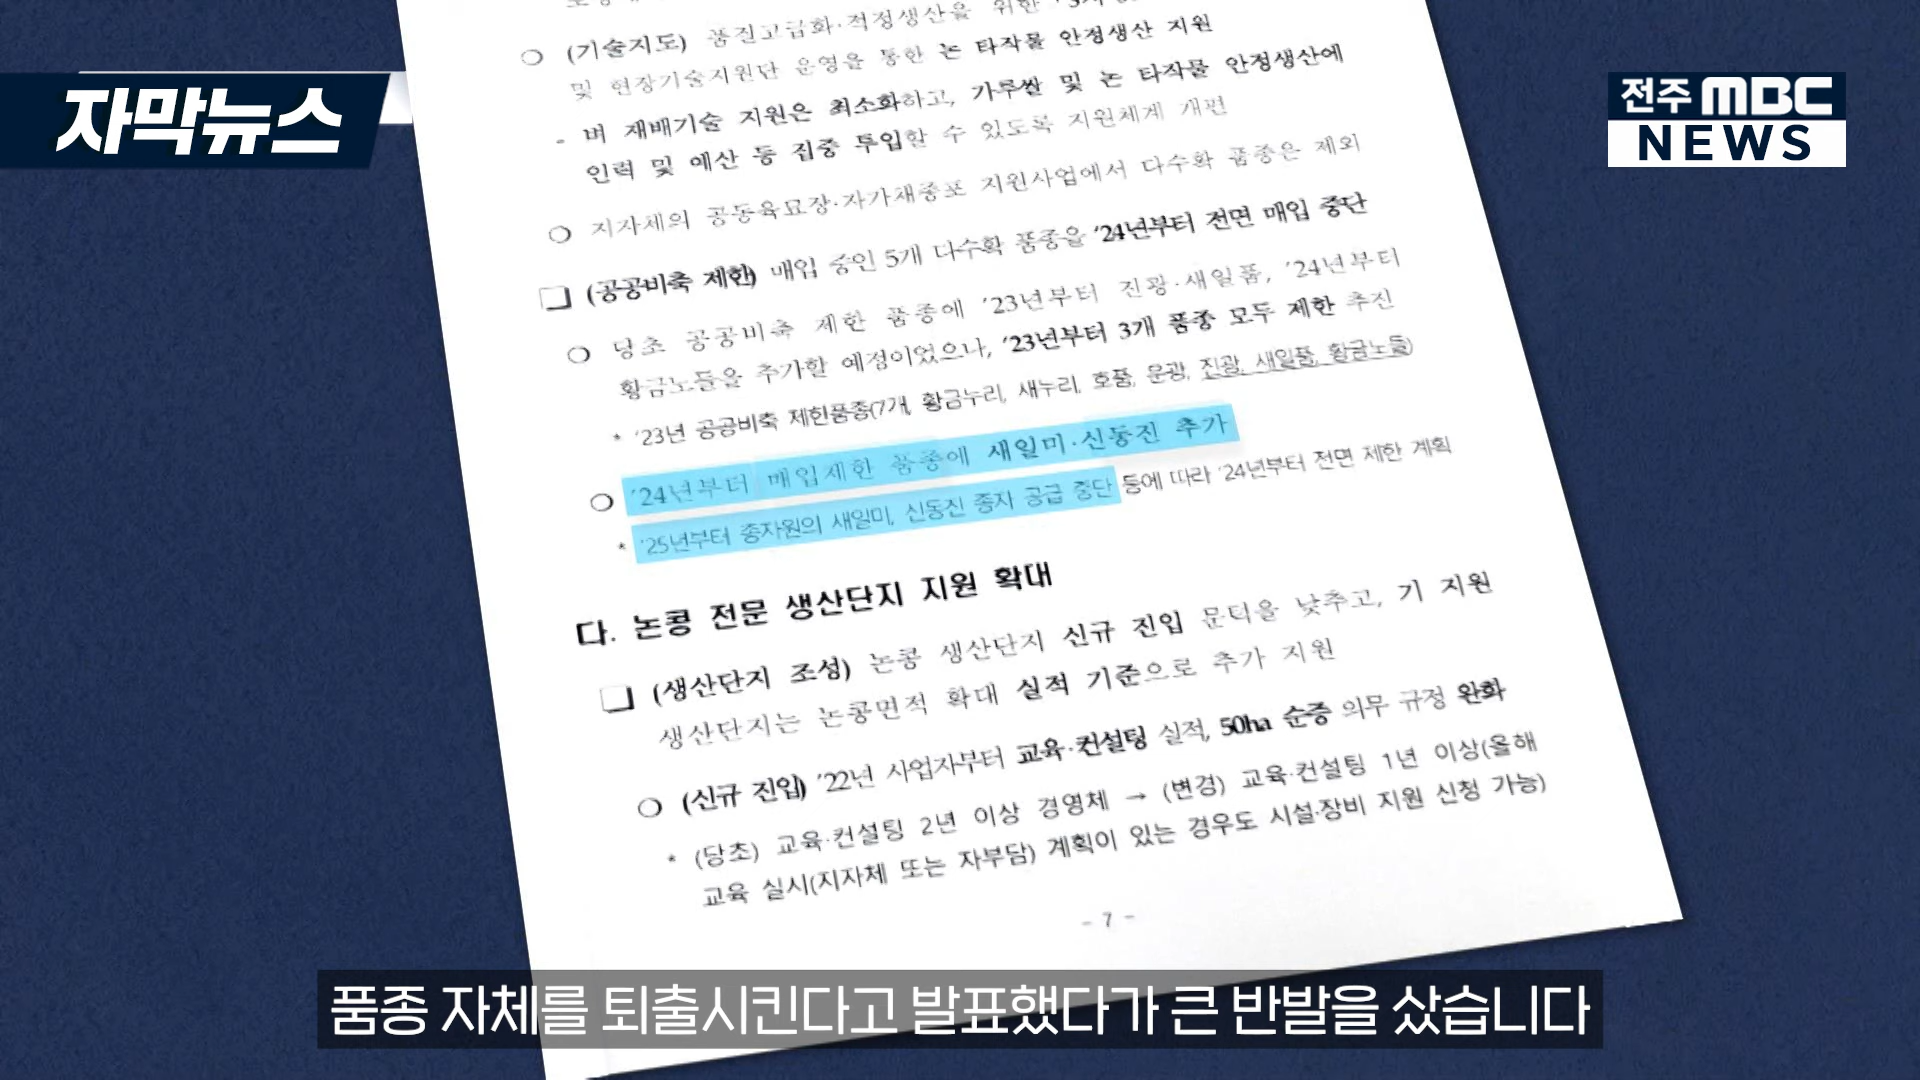 자막뉴스
전주 MBC
NEWS
○ (기술지도) 품질고급화·적정생산을 위한
및 현장기술지원단 운영을 통한 논 타작물 안정생산 지원
- 벼 재배기술 지원은 최소화하고, 가루쌀 및 논 타작물 안정생산에
인력 및 예산 등 집중 투입할 수 있도록 지원체계 개편
○ 지자체의 공동육묘장·자가채종포 지원사업에서 다수확 품종은 제외
❏ (공공비축 제한) 매입 중인 5개 다수확 품종을 '24년부터 전면 매입 중단
○ 당초 공공비축 제한 품종에 '23년부터 진광·새일품, '24년부터
황금노들을 추가할 예정이었으나, '23년부터 3개 품종 모두 제한 추진
* '23년 공공비축 제한품종(7개, 황금누리, 새누리, 호품, 운광, 진광, 새일품, 황금노들)
○ '24년부터 매입제한 품종에 새일미·신동진 추가
* '25년부터 종자원의 새일미, 신동진 종자 공급 중단 등에 따라 '24년부터 전면 제한 계획
다. 논콩 전문 생산단지 지원 확대
❏ (생산단지 조성) 논콩 생산단지 신규 진입 문턱을 낮추고, 기 지원
생산단지는 논콩면적 확대 실적 기준으로 추가 지원
○ (신규 진입) '22년 사업자부터 교육·컨설팅 실적, 50ha 순증 의무 규정 완화
* (당초) 교육·컨설팅 2년 이상 경영체 → (변경) 교육·컨설팅 1년 이상(올해
교육 실시(지자체 또는 자부담) 계획이 있는 경우도 시설·장비 지원 신청 가능)
- 7 -
품종 자체를 퇴출시킨다고 발표했다가 큰 반발을 샀습니다